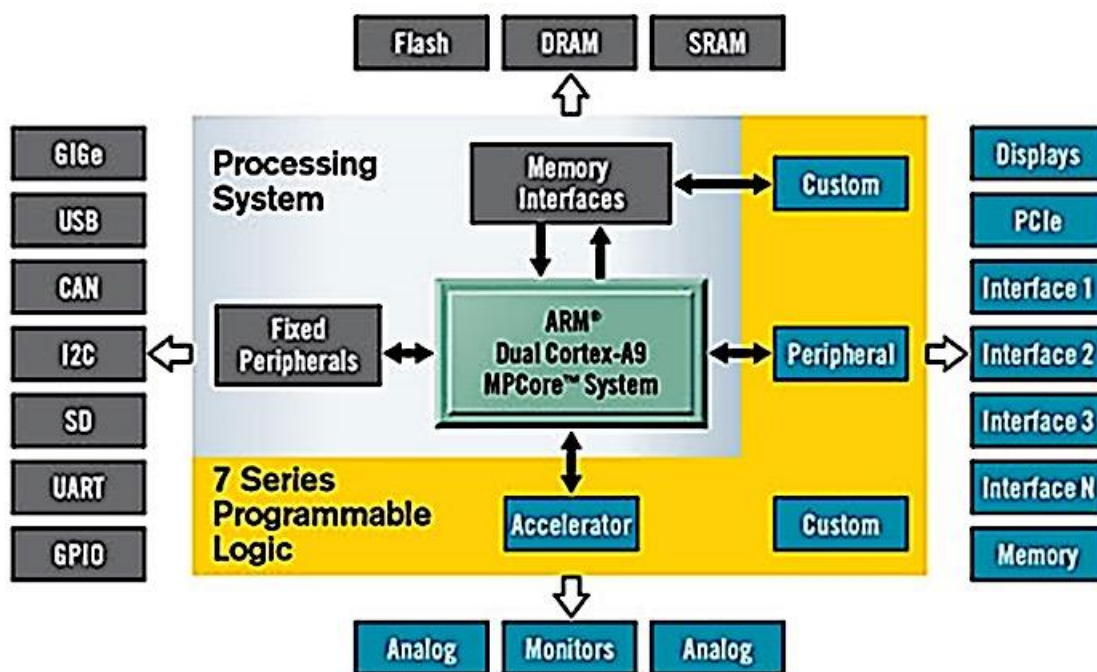 Flash
DRAM
SRAM
GIGe
USB
CAN
I2C
SD
UART
GPIO
Processing
System
Memory
Interfaces
Custom
Fixed
Peripherals
ARM®
Dual Cortex-A9
MPCore™ System
Peripheral
7 Series
Programmable
Logic
Accelerator
Custom
Displays
PCIe
Interface 1
Interface 2
Interface 3
Interface N
Memory
Analog
Monitors
Analog